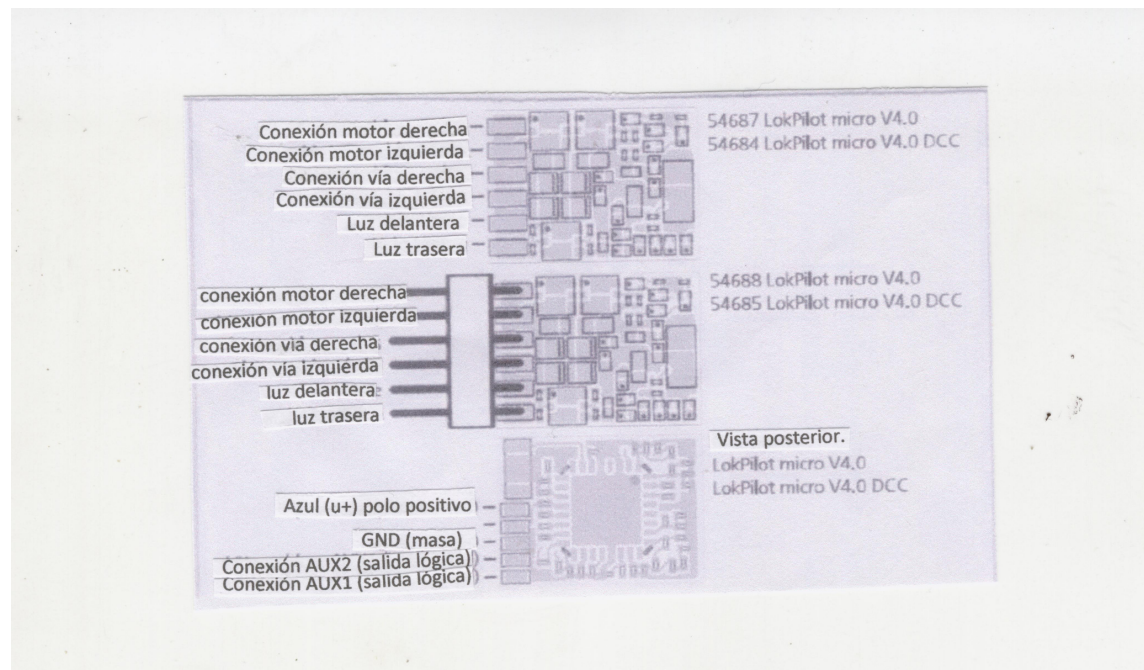 Conexión motor derecha
Conexión motor izquierda
Conexión vía derecha
Conexión vía izquierda
Luz delantera
Luz trasera
54687 LokPilot micro V4.0
54684 LokPilot micro V4.0 DCC
conexión motor derecha
conexión motor izquierda
conexión vía derecha
conexión vía izquierda
luz delantera
luz trasera
54688 LokPilot micro V4.0
54685 LokPilot micro V4.0 DCC
Vista posterior.
LokPilot micro V4.0
LokPilot micro V4.0 DCC
Azul (u+) polo positivo
GND (masa)
Conexión AUX2 (salida lógica)
Conexión AUX1 (salida lógica)